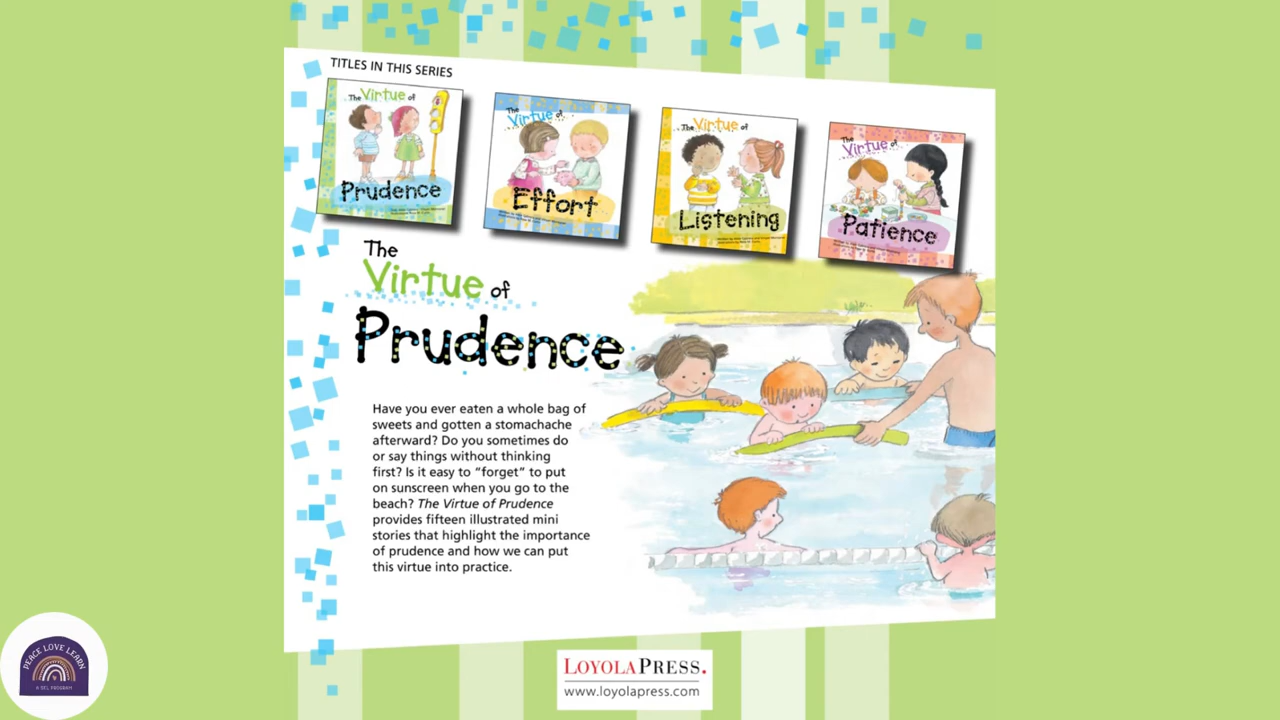 TITLES IN THIS SERIES
The Virtue of
Prudence
The Virtue of
Effort
The Virtue of
Listening
The Virtue of
Patience
The
Virtue of
Prudence
Have you ever eaten a whole bag of
sweets and gotten a stomachache
afterward? Do you sometimes do
or say things without thinking
first? Is it easy to “forget” to put
on sunscreen when you go to the
beach? The Virtue of Prudence
provides fifteen illustrated mini
stories that highlight the importance
of prudence and how we can put
this virtue into practice.
PEACE LOVE LEARN
A SEL PROGRAM
LOYOLAPRESS.
www.loyolapress.com